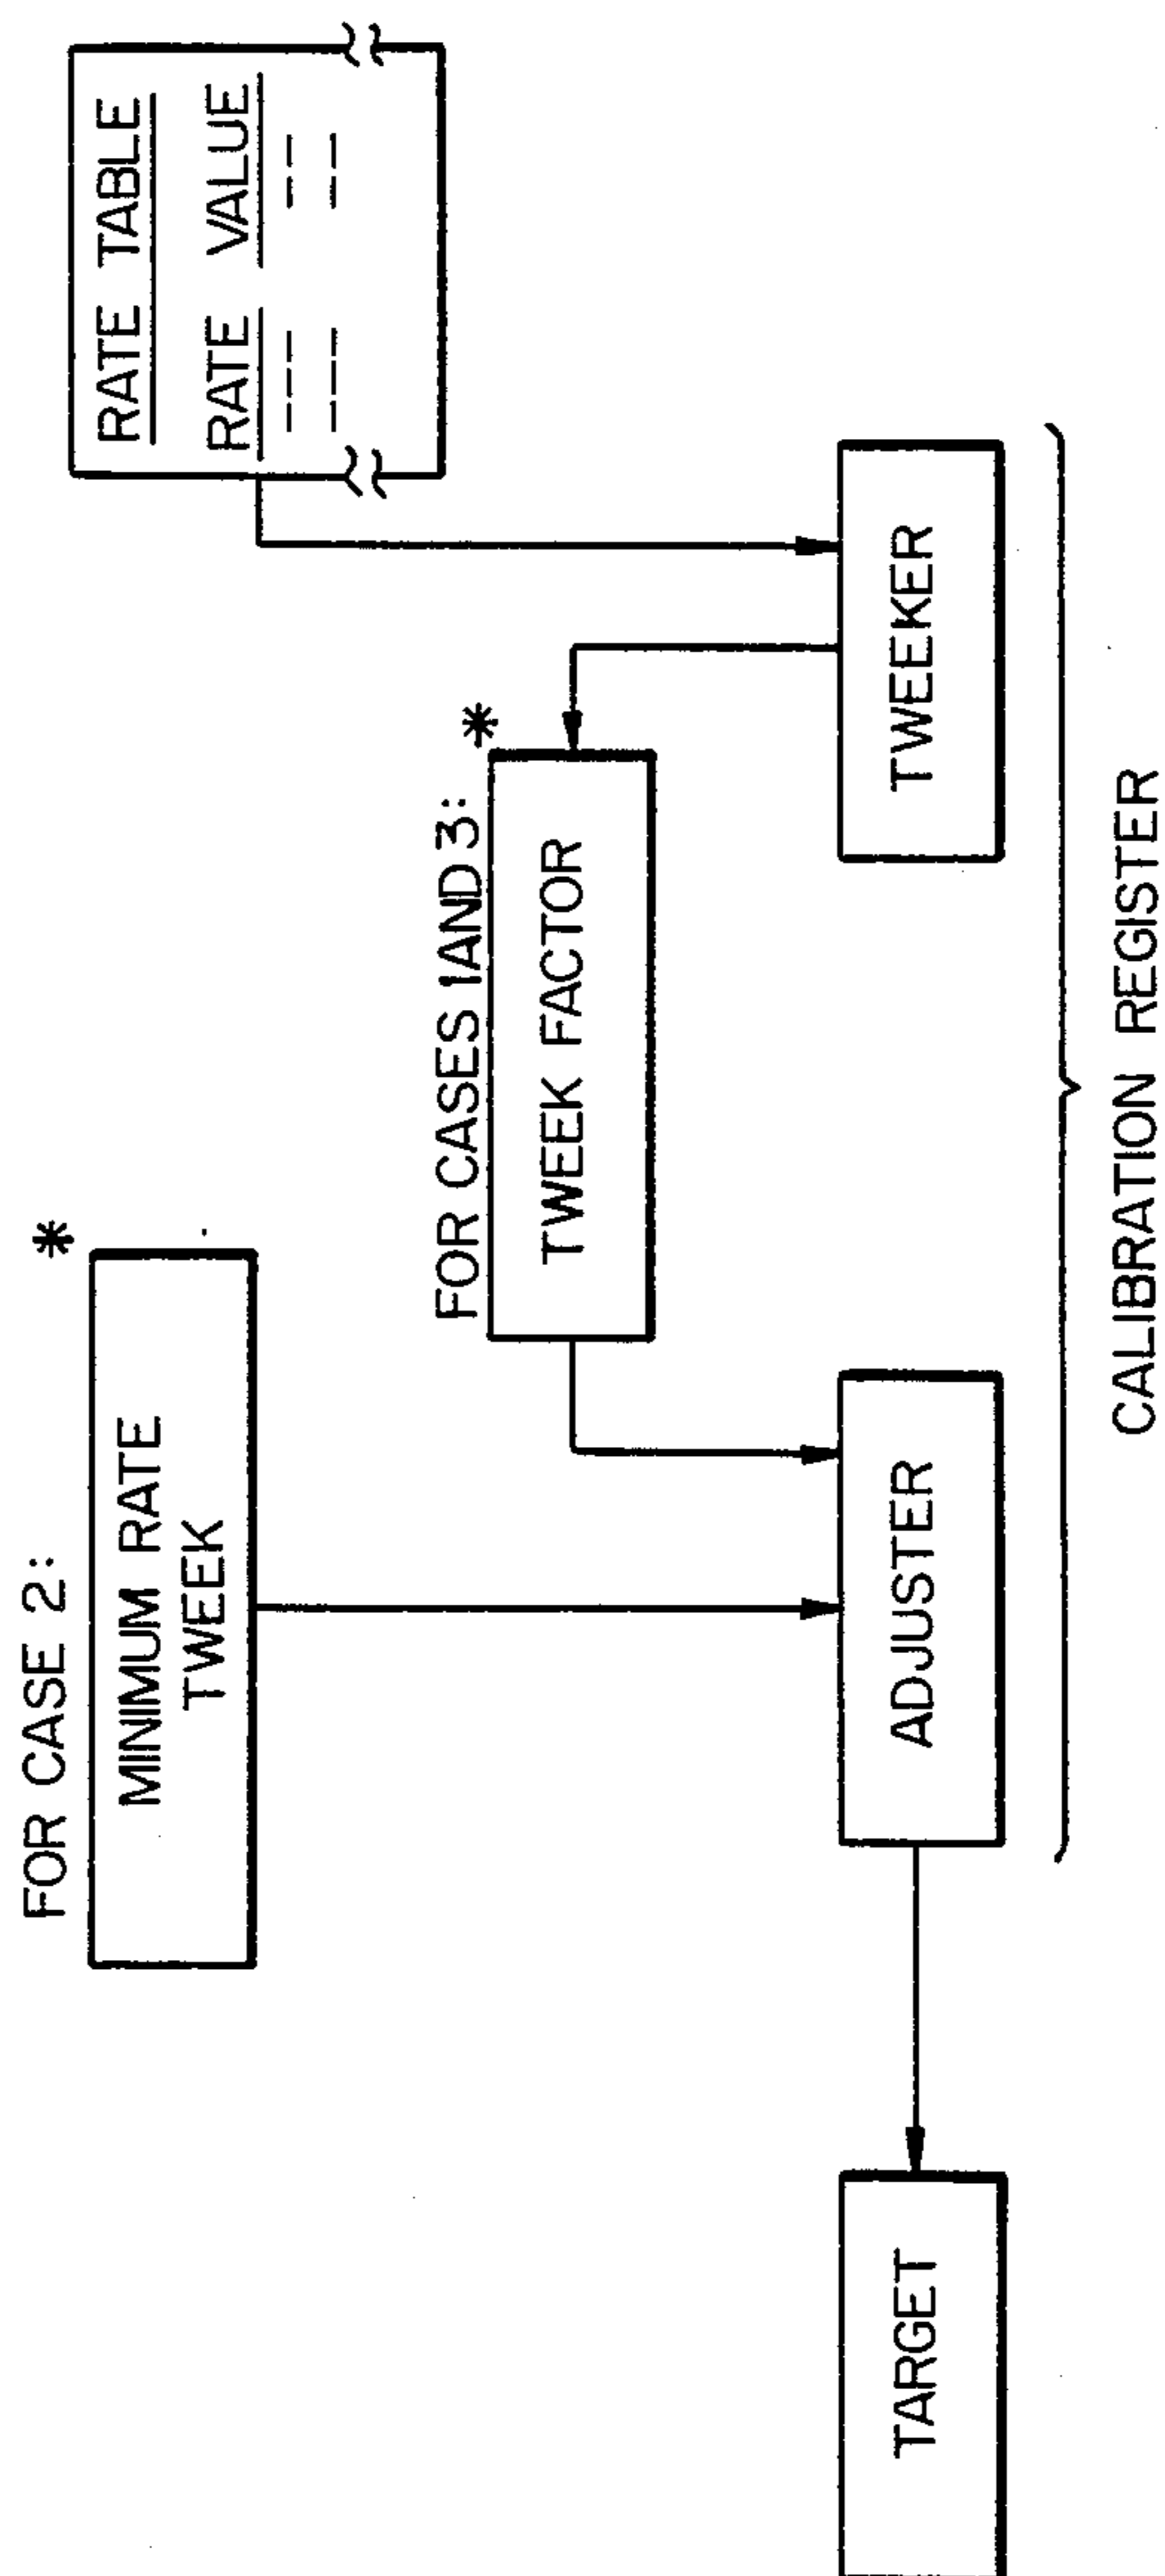 FOR CASE 2:
*
MINIMUM RATE
TWEEK
RATE TABLE
RATE VALUE
--- --
--- --
FOR CASES 1AND 3:
*
TWEEK FACTOR
TARGET
ADJUSTER
TWEEKER
CALIBRATION REGISTER